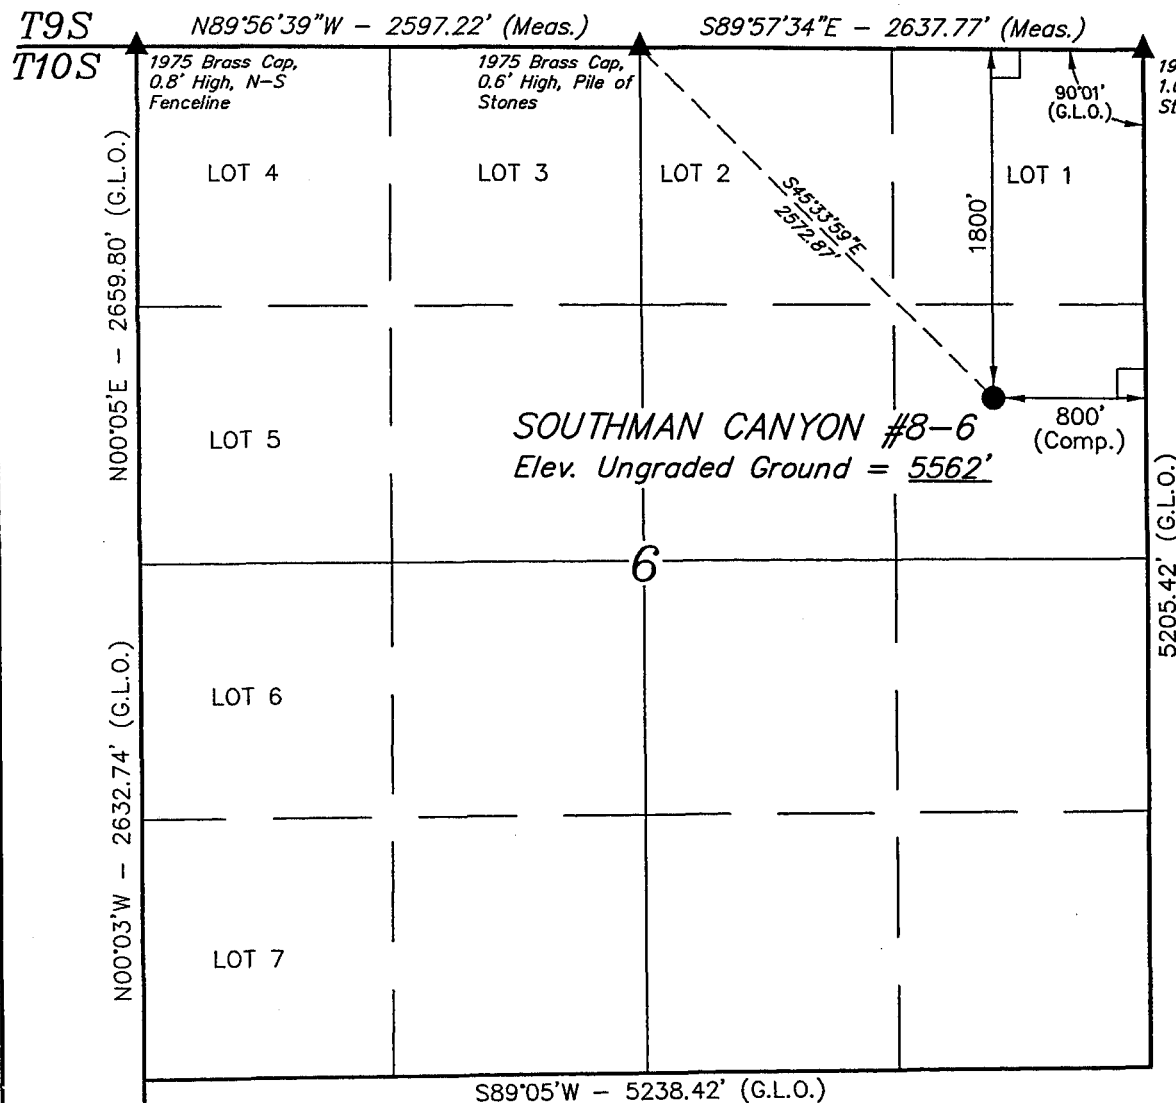 T9S
T10S
N89°56'39"W - 2597.22' (Meas.)
S89°57'34"E - 2637.77' (Meas.)
1975 Brass Cap,
0.8' High, N-S
Fenceline
1975 Brass Cap,
0.6' High, Pile of
Stones
90°01'
(G.L.O.)
LOT 4
LOT 3
LOT 2
LOT 1
N00°05'E - 2659.80' (G.L.O.)
S45°33'59"E
2572.87'
1800'
800'
(Comp.)
SOUTHMAN CANYON #8-6
Elev. Ungraded Ground = 5562'
LOT 5
6
5205.42' (G.L.O.)
LOT 6
N00°03'W - 2632.74' (G.L.O.)
LOT 7
S89°05'W - 5238.42' (G.L.O.)